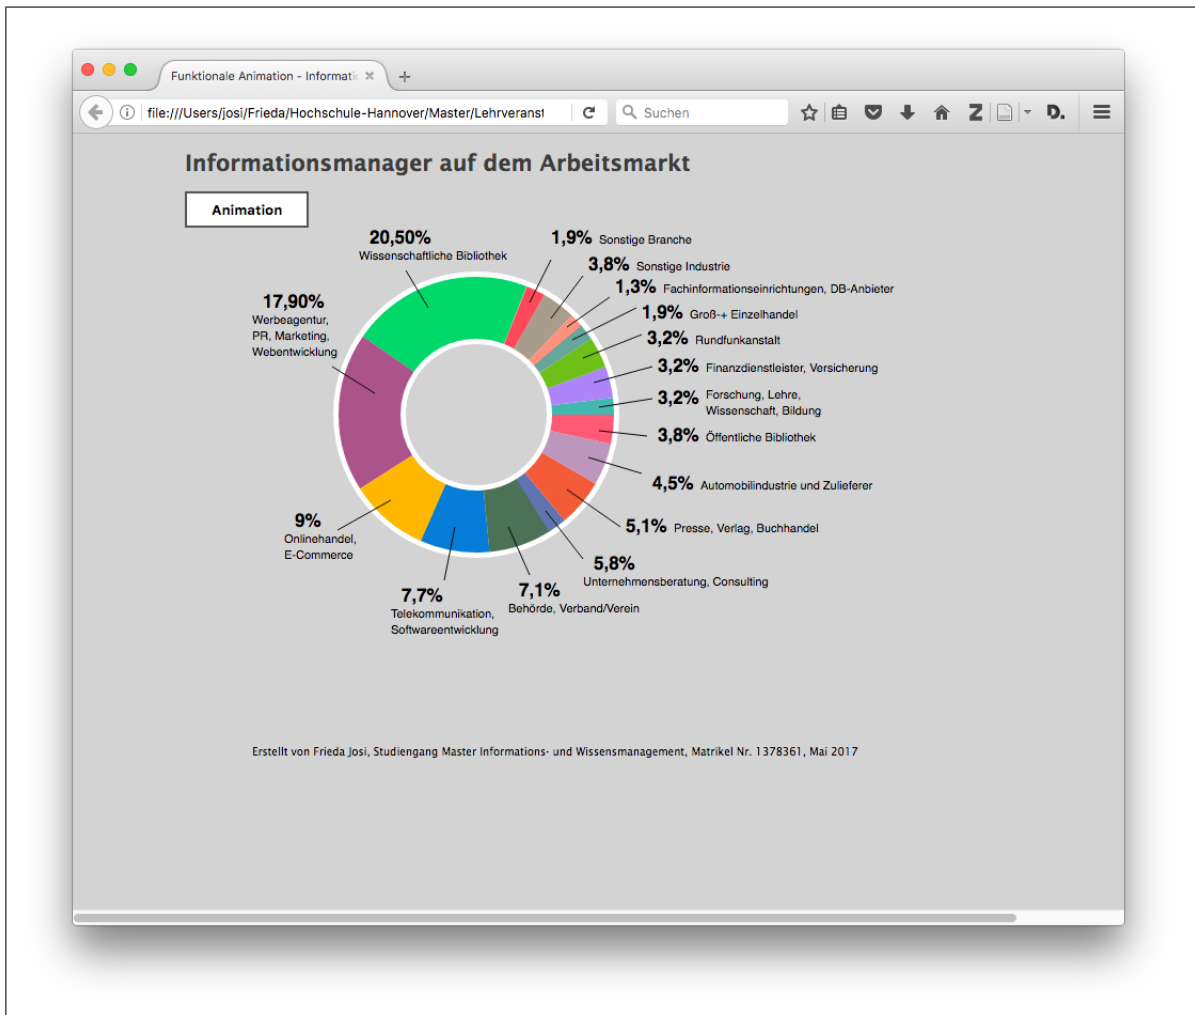 Funktionale Animation - Informati
file:///Users/josi/Frieda/Hochschule-Hannover/Master/Lehrveranst
Suchen
Z
D.
Informationsmanager auf dem Arbeitsmarkt
Animation
20,50%
Wissenschaftliche Bibliothek
1,9% Sonstige Branche
3,8% Sonstige Industrie
1,3% Fachinformationseinrichtungen, DB-Anbieter
1,9% Groß-+ Einzelhandel
3,2% Rundfunkanstalt
3,2% Finanzdienstleister, Versicherung
3,2% Forschung, Lehre,
Wissenschaft, Bildung
3,8% Öffentliche Bibliothek
4,5% Automobilindustrie und Zulieferer
5,1% Presse, Verlag, Buchhandel
5,8%
Unternehmensberatung, Consulting
7,1%
Behörde, Verband/Verein
7,7%
Telekommunikation,
Softwareentwicklung
9%
Onlinehandel,
E-Commerce
17,90%
Werbeagentur,
PR, Marketing,
Webentwicklung
Erstellt von Frieda Josi, Studiengang Master Informations- und Wissensmanagement, Matrikel Nr. 1378361, Mai 2017